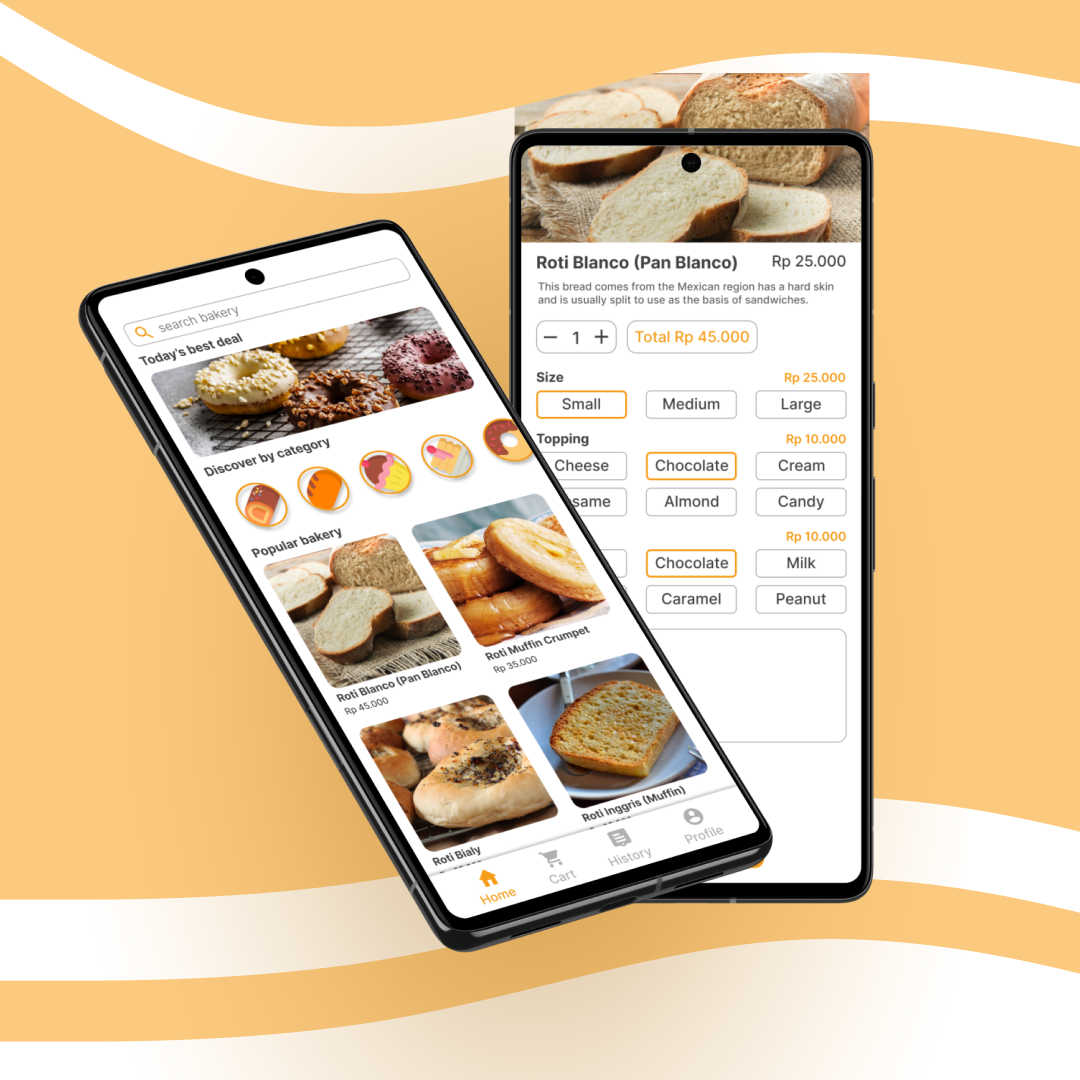 search bakery
Today's best deal
Discover by category
Popular bakery
Roti Blanco (Pan Blanco)
Rp 45.000
Roti Muffin Crumpet
Rp 35.000
Roti Bialy
Roti Inggris (Muffin)
Home
Cart
History
Profile
Roti Blanco (Pan Blanco) Rp 25.000
This bread comes from the Mexican region has a hard skin
and is usually split to use as the basis of sandwiches.
− 1 + Total Rp 45.000
Size Rp 25.000
Small Medium Large
Topping Rp 10.000
Cheese Chocolate Cream
same Almond Candy
Rp 10.000
Chocolate Milk
Caramel Peanut